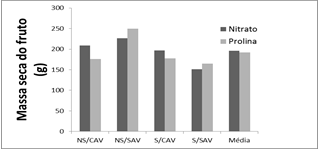 Massa seca do fruto
(g)
300
250
200
150
100
50
0
Nitrato
Prolina
NS/CAV NS/SAV S/CAV S/SAV Média